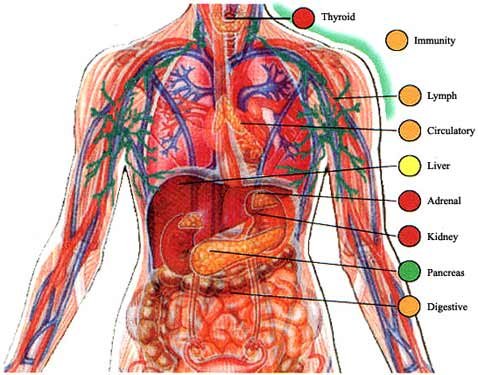 Thyroid
Immunity
Lymph
Circulatory
Liver
Adrenal
Kidney
Pancreas
Digestive